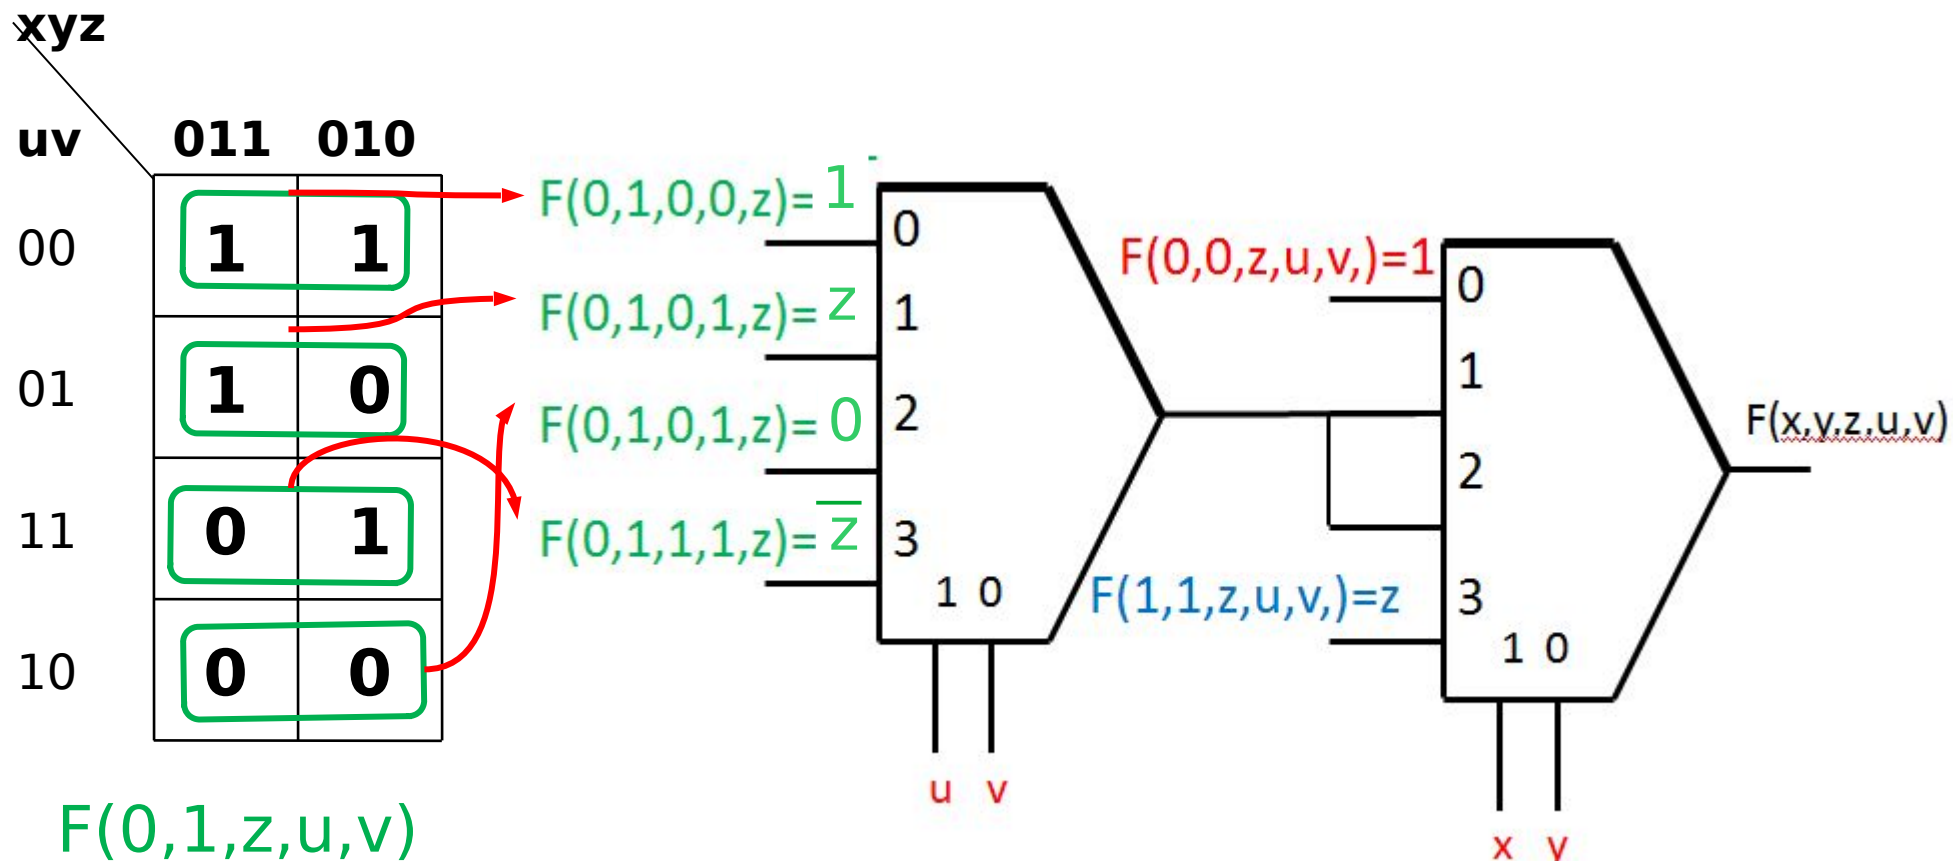 xyz
uv 011 010
00 1 1
01 1 0
11 0 1
10 0 0
F(0,1,z,u,v)
F(0,1,0,0,z)= 1
F(0,1,0,1,z)= z
F(0,1,0,1,z)= 0
F(0,1,1,1,z)= z̅
0
1
2
3
1 0
u v
F(0,0,z,u,v,)=1
F(1,1,z,u,v,)=z
0
1
2
3
1 0
x y
F(x,y,z,u,v)